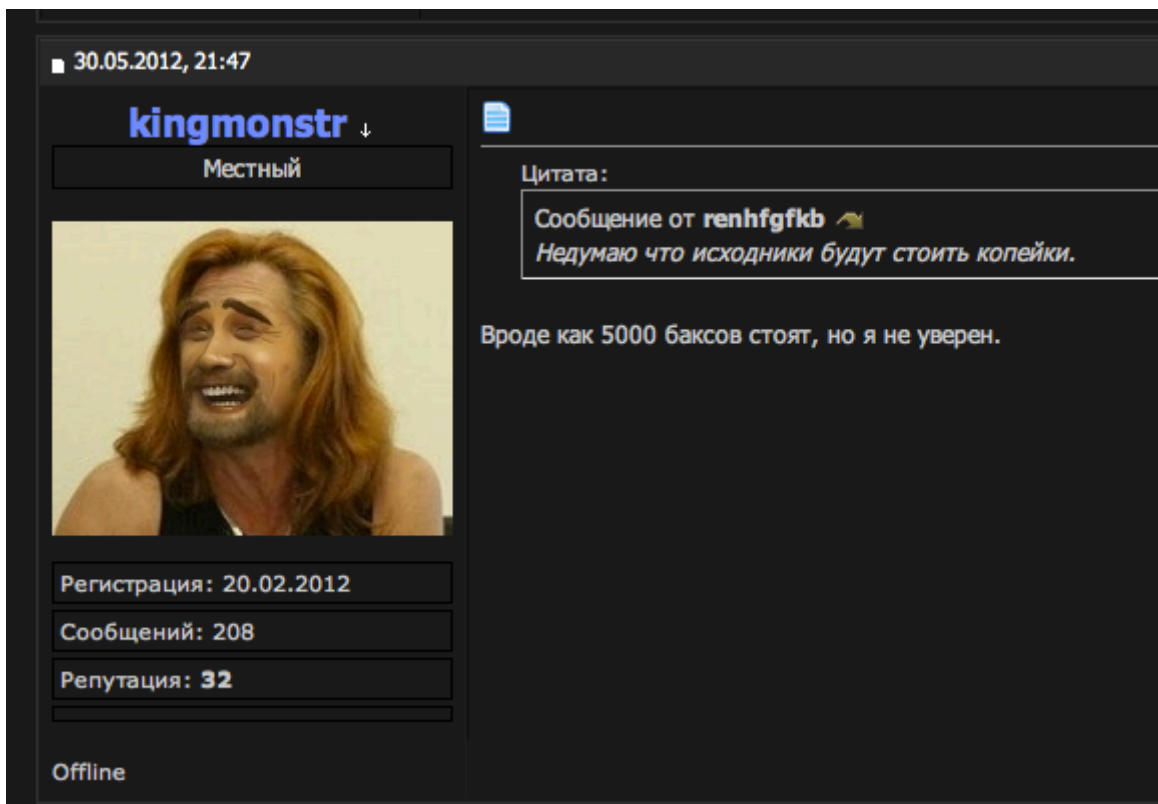 30.05.2012, 21:47
kingmonstr ↓
Местный
Цитата:
Сообщение от renhfgfkb
Недумаю что исходники будут стоить копейки.
Вроде как 5000 баксов стоят, но я не уверен.
Регистрация: 20.02.2012
Сообщений: 208
Репутация: 32
Offline